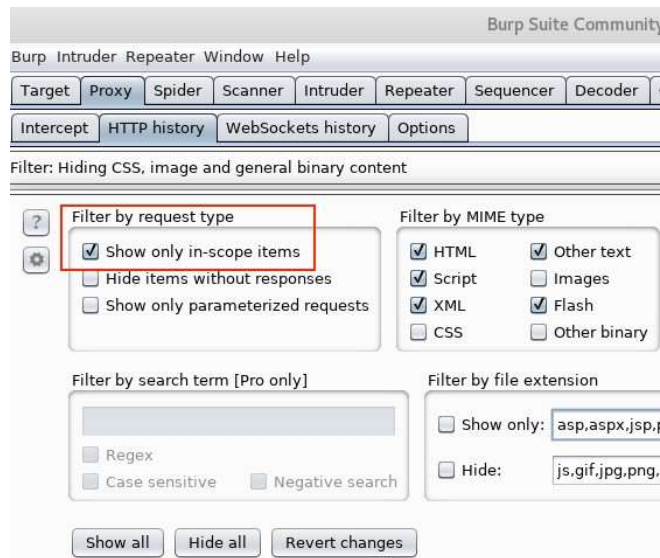 Burp Suite Community
Burp Intruder Repeater Window Help
Target Proxy Spider Scanner Intruder Repeater Sequencer Decoder
Intercept HTTP history WebSockets history Options
Filter: Hiding CSS, image and general binary content
?
Filter by request type
Show only in-scope items
Hide items without responses
Show only parameterized requests
Filter by MIME type
HTML Other text
Script Images
XML Flash
CSS Other binary
Filter by search term [Pro only]
Regex
Case sensitive Negative search
Filter by file extension
Show only: asp,aspx,jsp,
Hide: js,gif,jpg,png,
Show all Hide all Revert changes